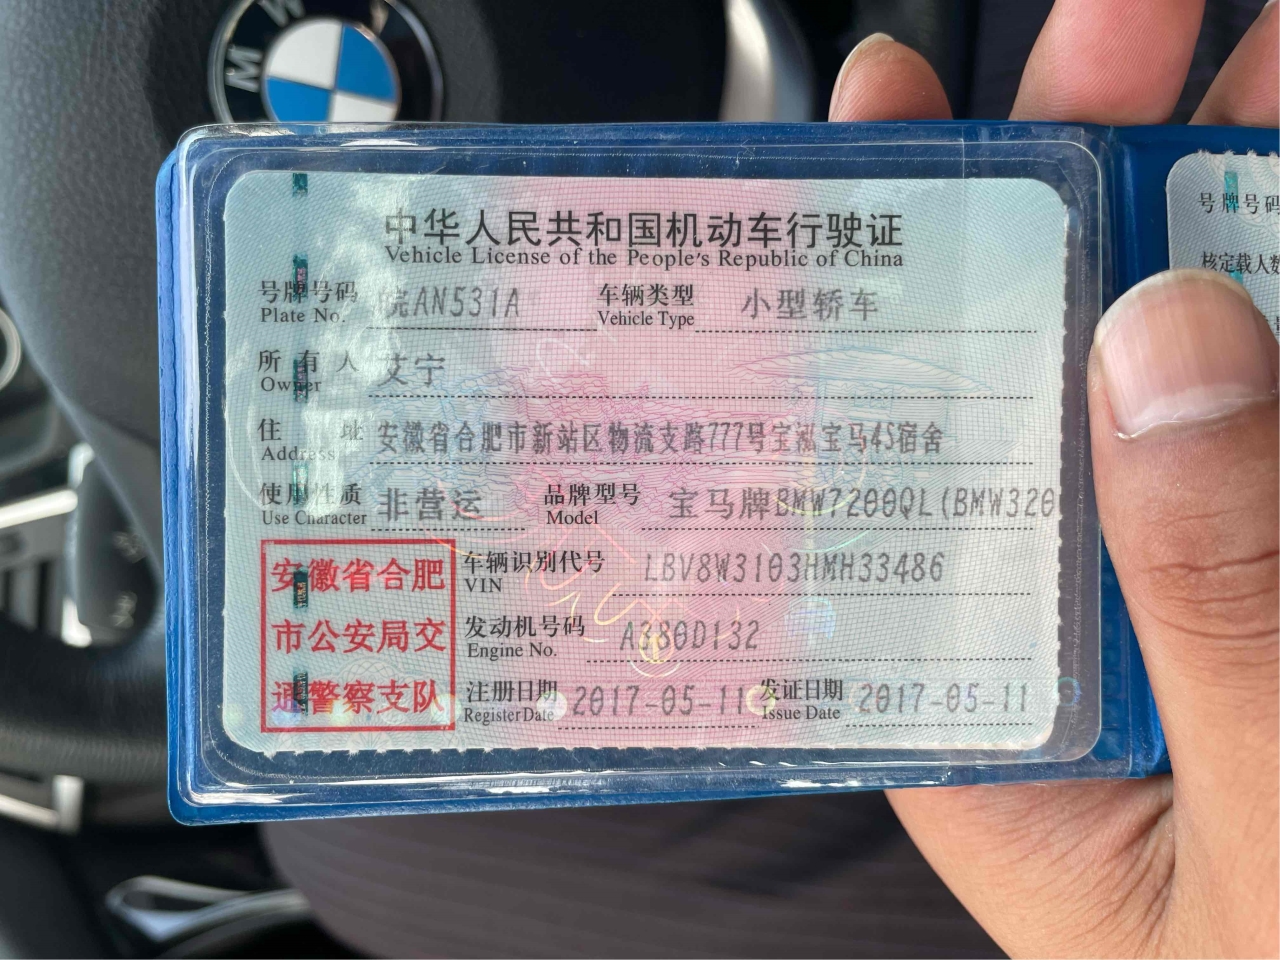 MW
中华人民共和国机动车行驶证
Vehicle License of the People's Republic of China
号牌号码 皖AN531A 车辆类型 小型轿车
Plate No. Vehicle Type
所有人 艾宁
Owner
住址 安徽省合肥市新站区物流支路777号宝泓宝马4S宿舍
Address
使用性质 非营运 品牌型号 宝马牌BMW7200QL(BMW320
Use Character Model
安徽省合肥
市公安局交
通警察支队
车辆识别代号 LBV8W3103HMH33486
VIN
发动机号码 A380D132
Engine No.
注册日期 2017-05-11 发证日期 2017-05-11
Register Date Issue Date
号牌号码
核定载人数